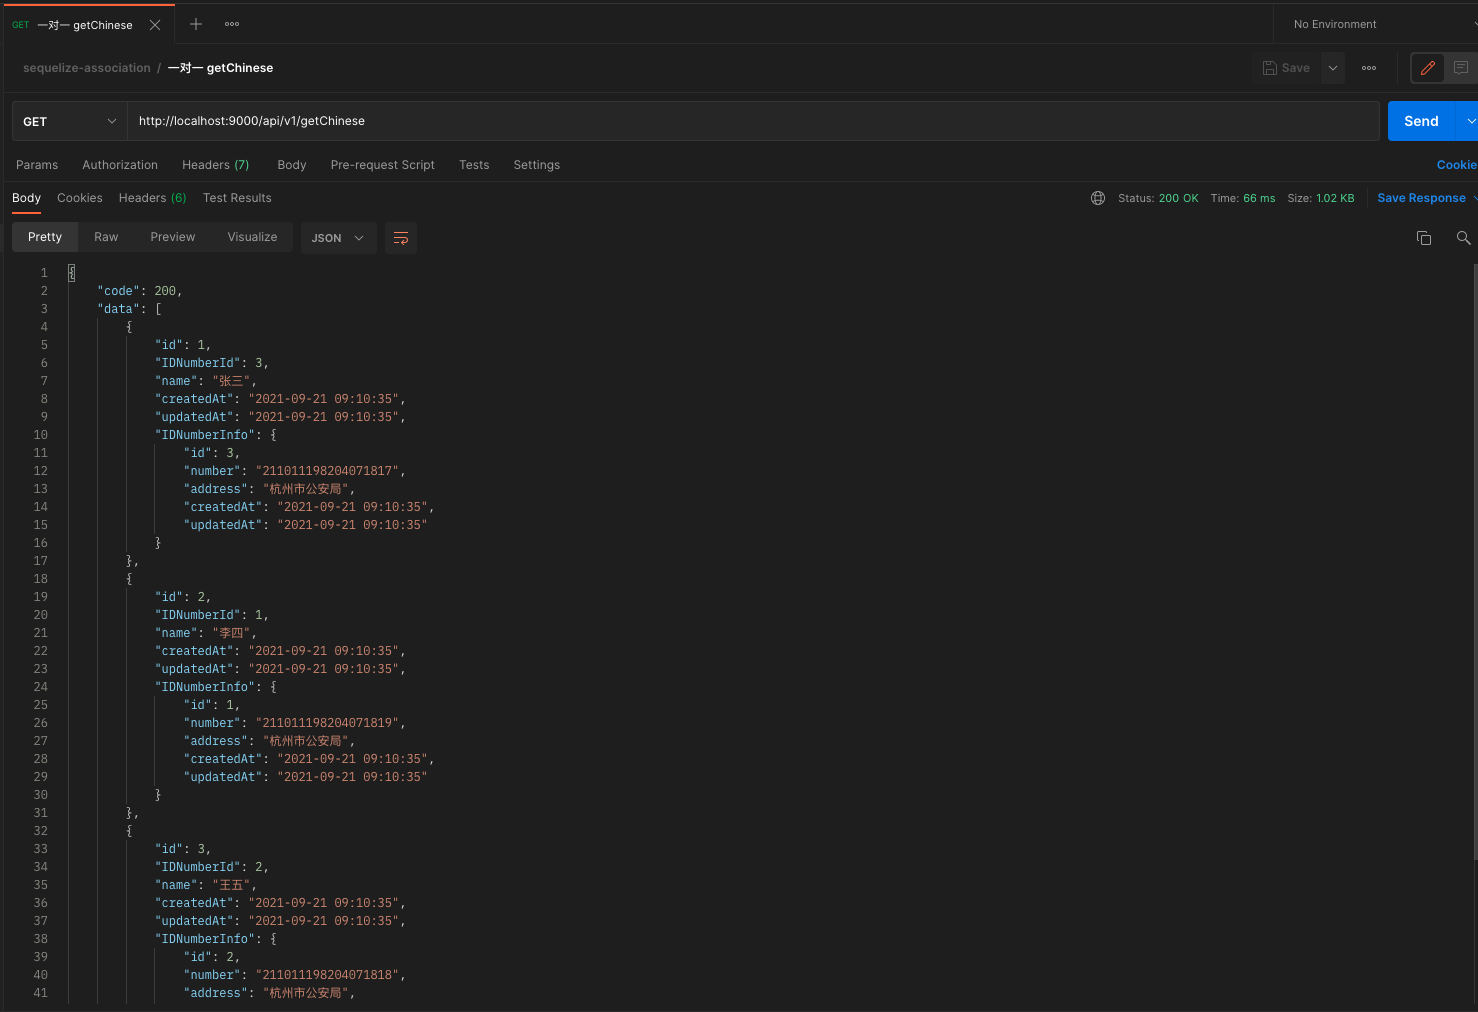 GET 一对一 getChinese
No Environment
sequelize-association / 一对一 getChinese
Save
GET http://localhost:9000/api/v1/getChinese Send
Params Authorization Headers (7) Body Pre-request Script Tests Settings Cookie
Body Cookies Headers (6) Test Results Status: 200 OK Time: 66 ms Size: 1.02 KB Save Response
Pretty Raw Preview Visualize JSON
1 {
2 "code": 200,
3 "data": [
4 {
5 "id": 1,
6 "IDNumberId": 3,
7 "name": "张三",
8 "createdAt": "2021-09-21 09:10:35",
9 "updatedAt": "2021-09-21 09:10:35",
10 "IDNumberInfo": {
11 "id": 3,
12 "number": "211011198204071817",
13 "address": "杭州市公安局",
14 "createdAt": "2021-09-21 09:10:35",
15 "updatedAt": "2021-09-21 09:10:35"
16 }
17 },
18 {
19 "id": 2,
20 "IDNumberId": 1,
21 "name": "李四",
22 "createdAt": "2021-09-21 09:10:35",
23 "updatedAt": "2021-09-21 09:10:35",
24 "IDNumberInfo": {
25 "id": 1,
26 "number": "211011198204071819",
27 "address": "杭州市公安局",
28 "createdAt": "2021-09-21 09:10:35",
29 "updatedAt": "2021-09-21 09:10:35"
30 }
31 },
32 {
33 "id": 3,
34 "IDNumberId": 2,
35 "name": "王五",
36 "createdAt": "2021-09-21 09:10:35",
37 "updatedAt": "2021-09-21 09:10:35",
38 "IDNumberInfo": {
39 "id": 2,
40 "number": "211011198204071818",
41 "address": "杭州市公安局",